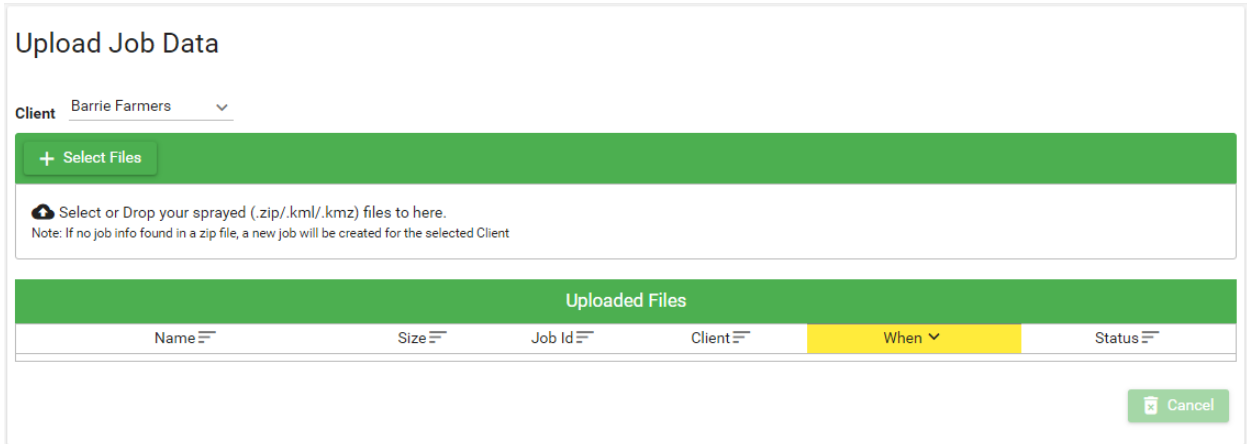 Upload Job Data
Client Barrie Farmers
Select Files
Select or Drop your sprayed (.zip/.kml/.kmz) files to here.
Note: If no job info found in a zip file, a new job will be created for the selected Client
Uploaded Files
Name Size Job Id Client When Status
Cancel